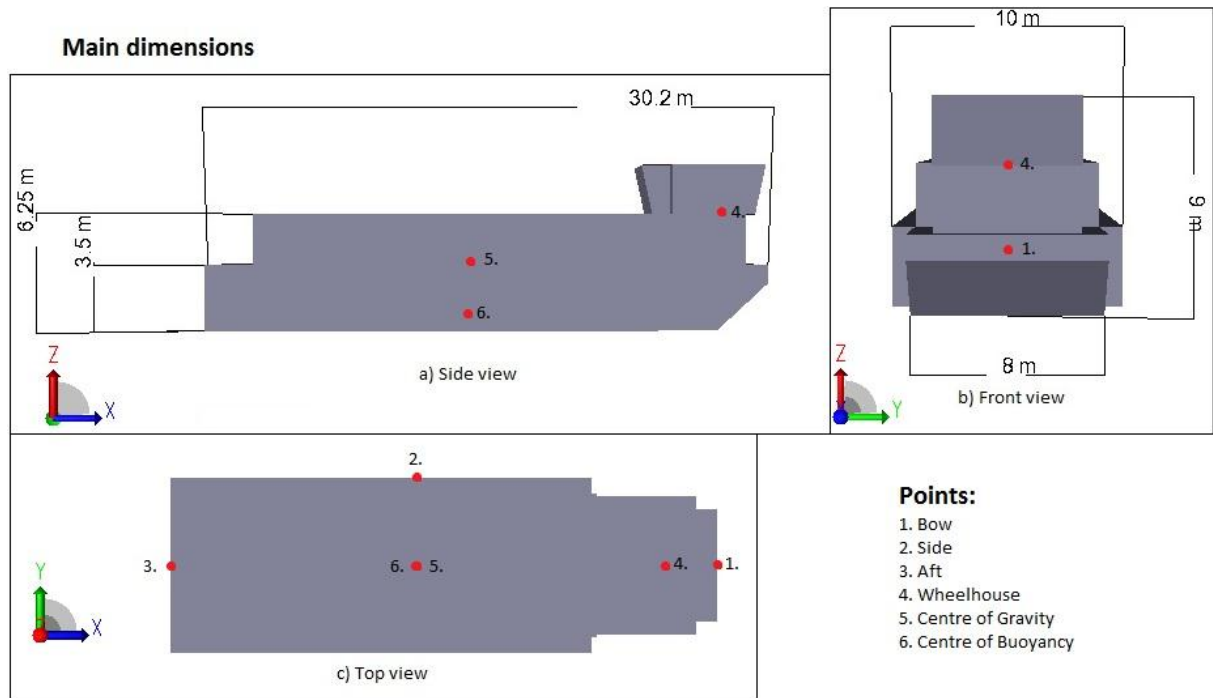 Main dimensions
30.2 m
6.25 m
3.5 m
4.
5.
6.
Z
X
a) Side view
10 m
4.
1.
9 m
8 m
Z
Y
b) Front view
2.
3.
6.
5.
4.
1.
Y
X
c) Top view
Points:
1. Bow
2. Side
3. Aft
4. Wheelhouse
5. Centre of Gravity
6. Centre of Buoyancy